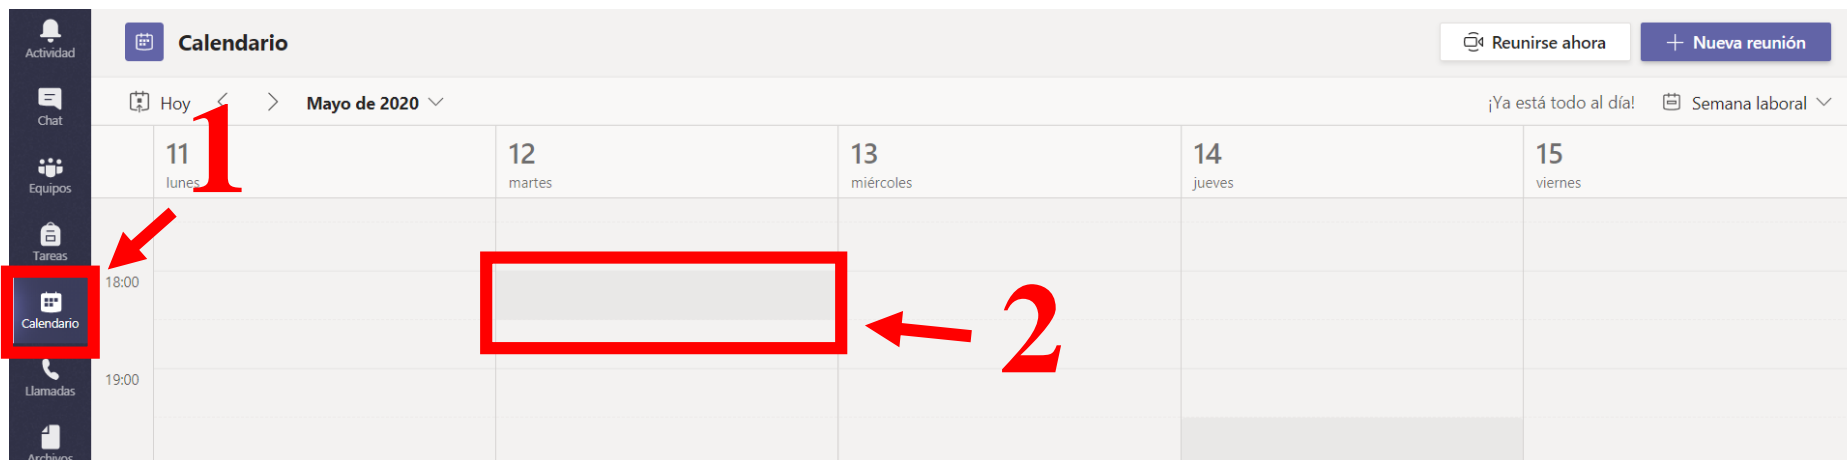 Actividad
Chat
Equipos
Tareas
Calendario
Llamadas
Archivos
Calendario
Reunirse ahora
+ Nueva reunión
Hoy
Mayo de 2020
¡Ya está todo al día!
Semana laboral
11
lunes
12
martes
13
miércoles
14
jueves
15
viernes
18:00
19:00
1
2